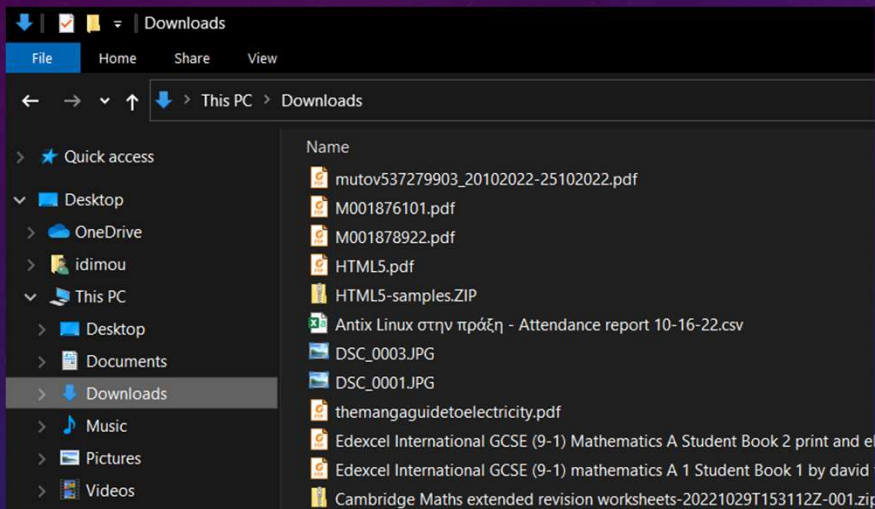 Downloads
File Home Share View
This PC > Downloads
Name
Quick access
Desktop
OneDrive
idimou
This PC
Desktop
Documents
Downloads
Music
Pictures
Videos
mutov537279903_20102022-25102022.pdf
M001876101.pdf
M001878922.pdf
HTML5.pdf
HTML5-samples.ZIP
Antix Linux στην πράξη - Attendance report 10-16-22.csv
DSC_0003.JPG
DSC_0001.JPG
themangaguidetoelectricity.pdf
Edexcel International GCSE (9-1) Mathematics A Student Book 2 print and
Edexcel International GCSE (9-1) mathematics A 1 Student Book 1 by david
Cambridge Maths extended revision worksheets-20221029T153112Z-001.zip